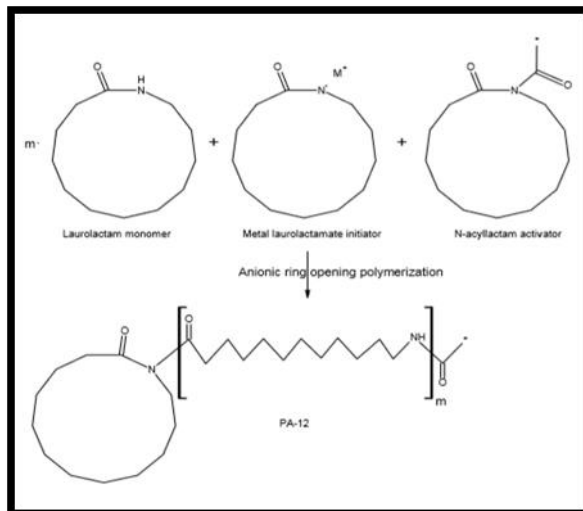 O
H
N
m·
Laurolactam monomer
+
O
N-
M+
Metal laurolactamate initiator
+
O
N
O
*
N-acyllactam activator
Anionic ring opening polymerization
O
N
O
NH
O
*
m
PA-12